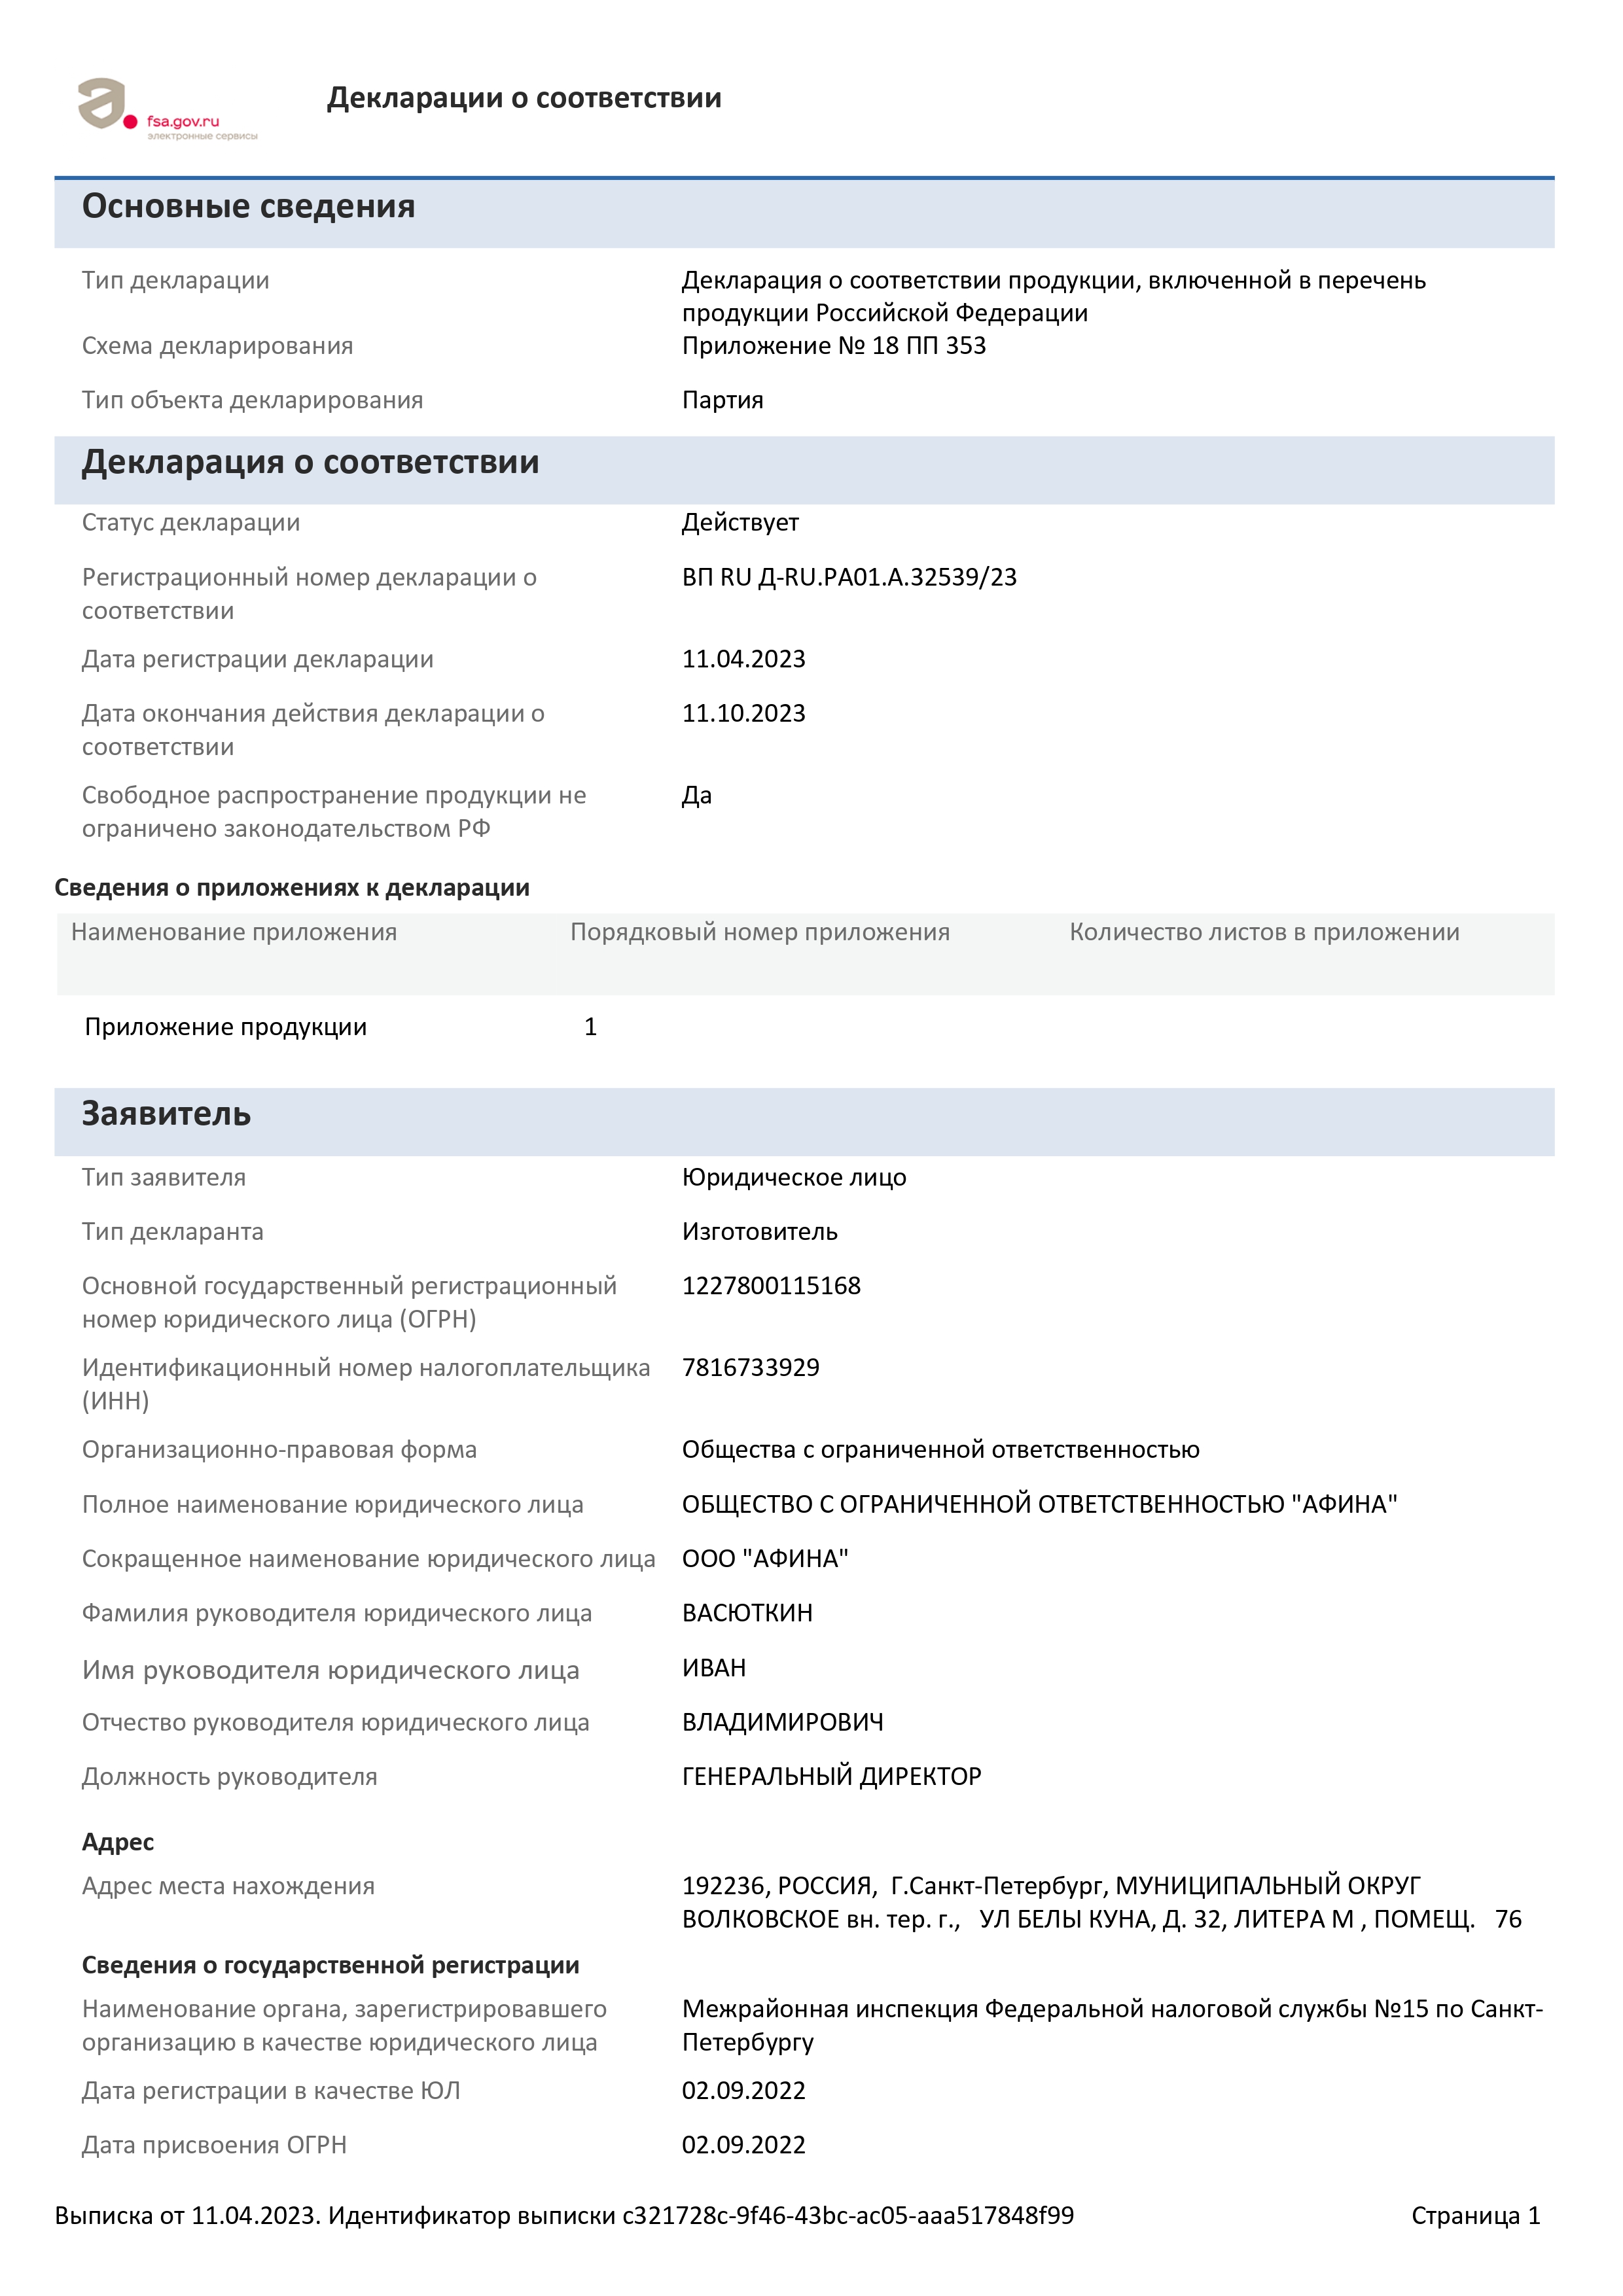 Декларации о соответствии
fsa.gov.ru
электронные сервисы
Основные сведения
Тип декларации
Декларация о соответствии продукции, включенной в перечень
продукции Российской Федерации
Схема декларирования
Приложение № 18 ПП 353
Тип объекта декларирования
Партия
Декларация о соответствии
Статус декларации
Действует
Регистрационный номер декларации о
соответствии
ВП RU Д-RU.РА01.А.32539/23
Дата регистрации декларации
11.04.2023
Дата окончания действия декларации о
соответствии
11.10.2023
Свободное распространение продукции не
ограничено законодательством РФ
Да
Сведения о приложениях к декларации
Наименование приложения
Порядковый номер приложения
Количество листов в приложении
Приложение продукции
1
Заявитель
Тип заявителя
Юридическое лицо
Тип декларанта
Изготовитель
Основной государственный регистрационный
номер юридического лица (ОГРН)
1227800115168
Идентификационный номер налогоплательщика
(ИНН)
7816733929
Организационно-правовая форма
Общества с ограниченной ответственностью
Полное наименование юридического лица
ОБЩЕСТВО С ОГРАНИЧЕННОЙ ОТВЕТСТВЕННОСТЬЮ "АФИНА"
Сокращенное наименование юридического лица
ООО "АФИНА"
Фамилия руководителя юридического лица
ВАСЮТКИН
Имя руководителя юридического лица
ИВАН
Отчество руководителя юридического лица
ВЛАДИМИРОВИЧ
Должность руководителя
ГЕНЕРАЛЬНЫЙ ДИРЕКТОР
Адрес
Адрес места нахождения
192236, РОССИЯ, Г.Санкт-Петербург, МУНИЦИПАЛЬНЫЙ ОКРУГ
ВОЛКОВСКОЕ вн. тер. г., УЛ БЕЛЫ КУНА, Д. 32, ЛИТЕРА М , ПОМЕЩ. 76
Сведения о государственной регистрации
Наименование органа, зарегистрировавшего
организацию в качестве юридического лица
Межрайонная инспекция Федеральной налоговой службы №15 по Санкт-
Петербургу
Дата регистрации в качестве ЮЛ
02.09.2022
Дата присвоения ОГРН
02.09.2022
Выписка от 11.04.2023. Идентификатор выписки c321728c-9f46-43bc-ac05-aaa517848f99
Страница 1